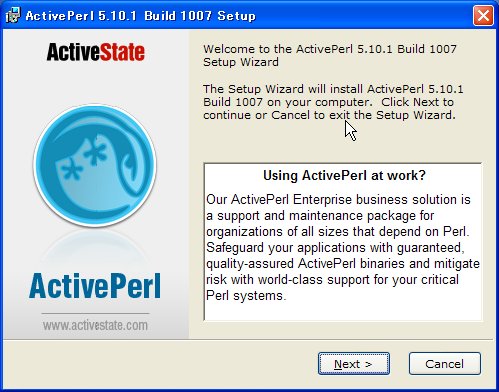 ActivePerl 5.10.1 Build 1007 Setup
ActiveState
Welcome to the ActivePerl 5.10.1 Build 1007
Setup Wizard
The Setup Wizard will install ActivePerl 5.10.1
Build 1007 on your computer.  Click Next to
continue or Cancel to exit the Setup Wizard.
Using ActivePerl at work?
Our ActivePerl Enterprise business solution is
a support and maintenance package for
organizations of all sizes that depend on Perl.
Safeguard your applications with guaranteed,
quality-assured ActivePerl binaries and mitigate
risk with world-class support for your critical
Perl systems.
ActivePerl
www.activestate.com
Next >
Cancel